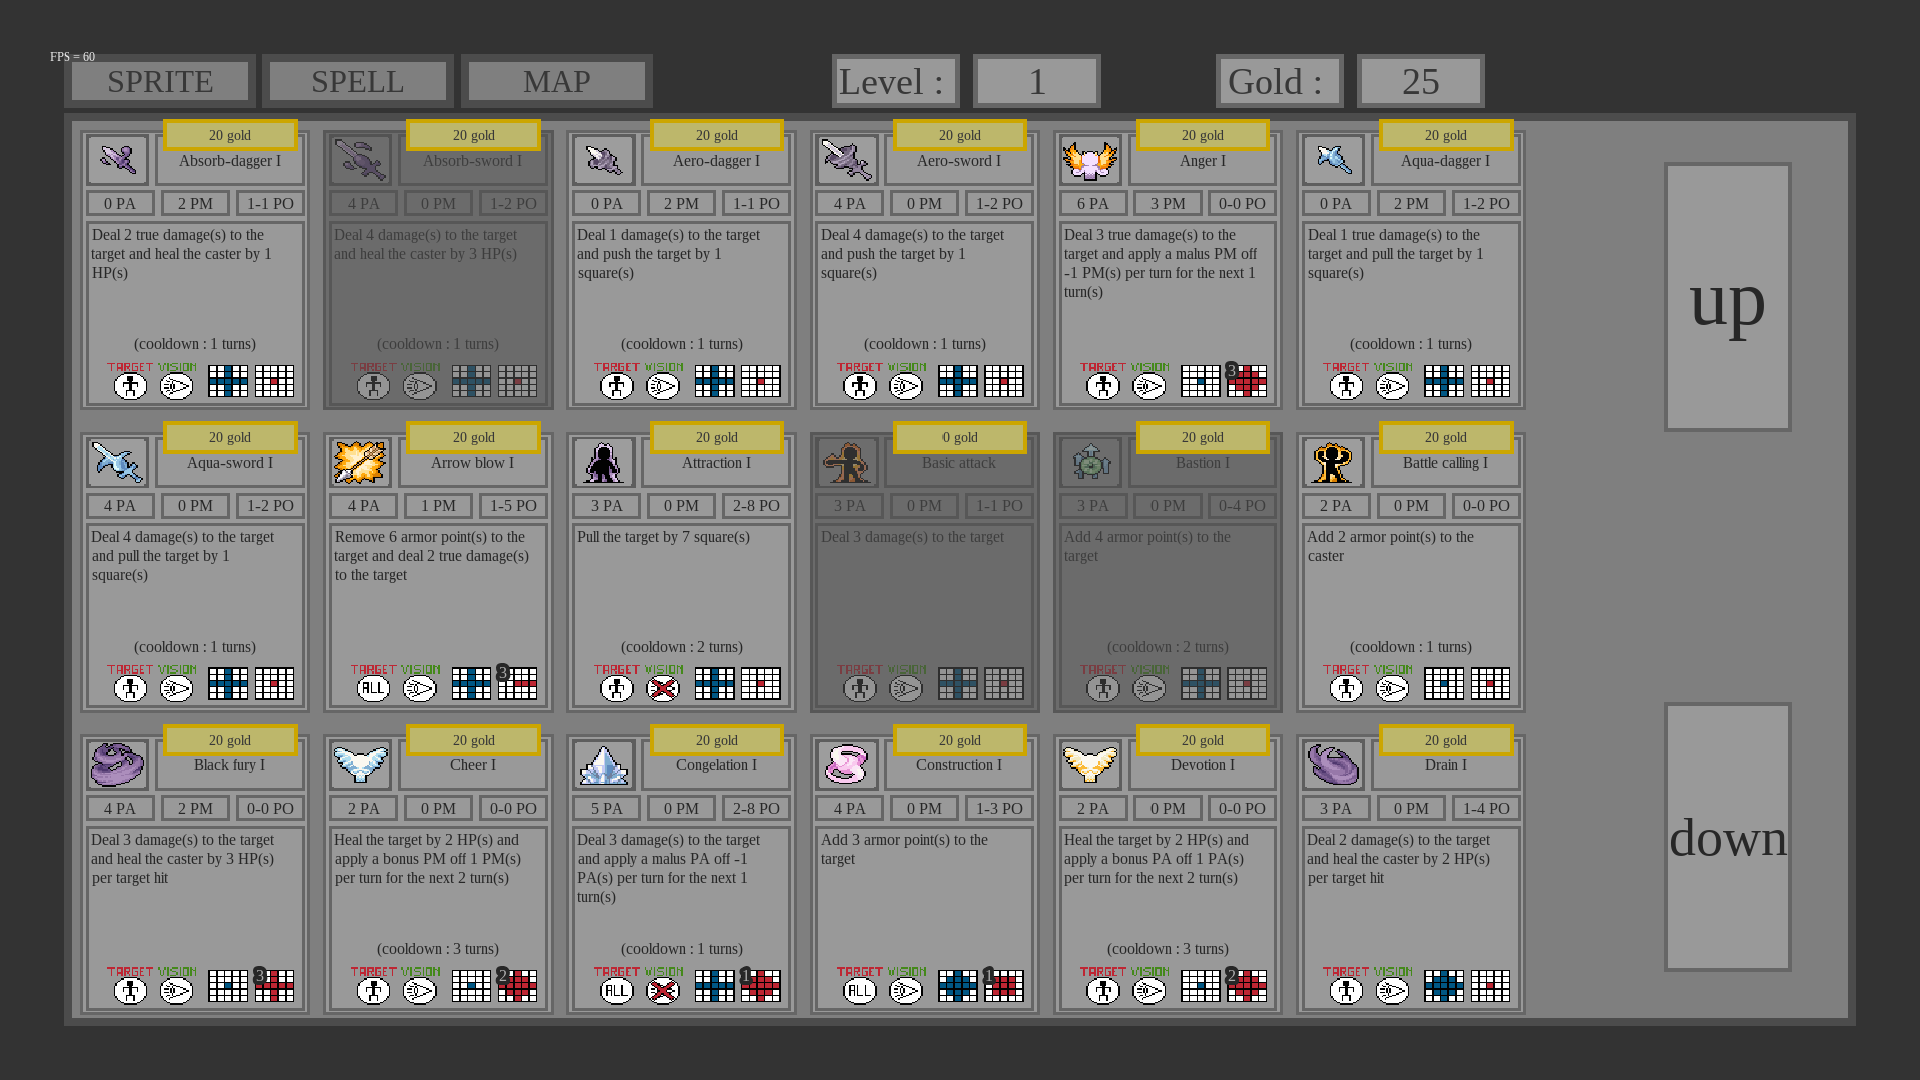 FPS = 60
SPRITE
SPELL
MAP
Level :
1
Gold :
25
20 gold
Absorb-dagger I
0 PA
2 PM
1-1 PO
Deal 2 true damage(s) to the
target and heal the caster by 1
HP(s)
(cooldown : 1 turns)
TARGET VISION
20 gold
Absorb-sword I
4 PA
0 PM
1-2 PO
Deal 4 damage(s) to the target
and heal the caster by 3 HP(s)
(cooldown : 1 turns)
TARGET VISION
20 gold
Aero-dagger I
0 PA
2 PM
1-1 PO
Deal 1 damage(s) to the target
and push the target by 1
square(s)
(cooldown : 1 turns)
TARGET VISION
20 gold
Aero-sword I
4 PA
0 PM
1-2 PO
Deal 4 damage(s) to the target
and push the target by 1
square(s)
(cooldown : 1 turns)
TARGET VISION
20 gold
Anger I
6 PA
3 PM
0-0 PO
Deal 3 true damage(s) to the
target and apply a malus PM off
-1 PM(s) per turn for the next 1
turn(s)
TARGET VISION
3
20 gold
Aqua-dagger I
0 PA
2 PM
1-2 PO
Deal 1 true damage(s) to the
target and pull the target by 1
square(s)
(cooldown : 1 turns)
TARGET VISION
up
20 gold
Aqua-sword I
4 PA
0 PM
1-2 PO
Deal 4 damage(s) to the target
and pull the target by 1
square(s)
(cooldown : 1 turns)
TARGET VISION
20 gold
Arrow blow I
4 PA
1 PM
1-5 PO
Remove 6 armor point(s) to the
target and deal 2 true damage(s)
to the target
TARGET VISION
ALL
3
20 gold
Attraction I
3 PA
0 PM
2-8 PO
Pull the target by 7 square(s)
(cooldown : 2 turns)
TARGET VISION
0 gold
Basic attack
3 PA
0 PM
1-1 PO
Deal 3 damage(s) to the target
TARGET VISION
20 gold
Bastion I
3 PA
0 PM
0-4 PO
Add 4 armor point(s) to the
target
(cooldown : 2 turns)
TARGET VISION
20 gold
Battle calling I
2 PA
0 PM
0-0 PO
Add 2 armor point(s) to the
caster
(cooldown : 1 turns)
TARGET VISION
20 gold
Black fury I
4 PA
2 PM
0-0 PO
Deal 3 damage(s) to the target
and heal the caster by 3 HP(s)
per target hit
TARGET VISION
3
20 gold
Cheer I
2 PA
0 PM
0-0 PO
Heal the target by 2 HP(s) and
apply a bonus PM off 1 PM(s)
per turn for the next 2 turn(s)
(cooldown : 3 turns)
TARGET VISION
2
20 gold
Congelation I
5 PA
0 PM
2-8 PO
Deal 3 damage(s) to the target
and apply a malus PA off -1
PA(s) per turn for the next 1
turn(s)
(cooldown : 1 turns)
TARGET VISION
ALL
1
20 gold
Construction I
4 PA
0 PM
1-3 PO
Add 3 armor point(s) to the
target
TARGET VISION
ALL
1
20 gold
Devotion I
2 PA
0 PM
0-0 PO
Heal the target by 2 HP(s) and
apply a bonus PA off 1 PA(s)
per turn for the next 2 turn(s)
(cooldown : 3 turns)
TARGET VISION
2
20 gold
Drain I
3 PA
0 PM
1-4 PO
Deal 2 damage(s) to the target
and heal the caster by 2 HP(s)
per target hit
TARGET VISION
down